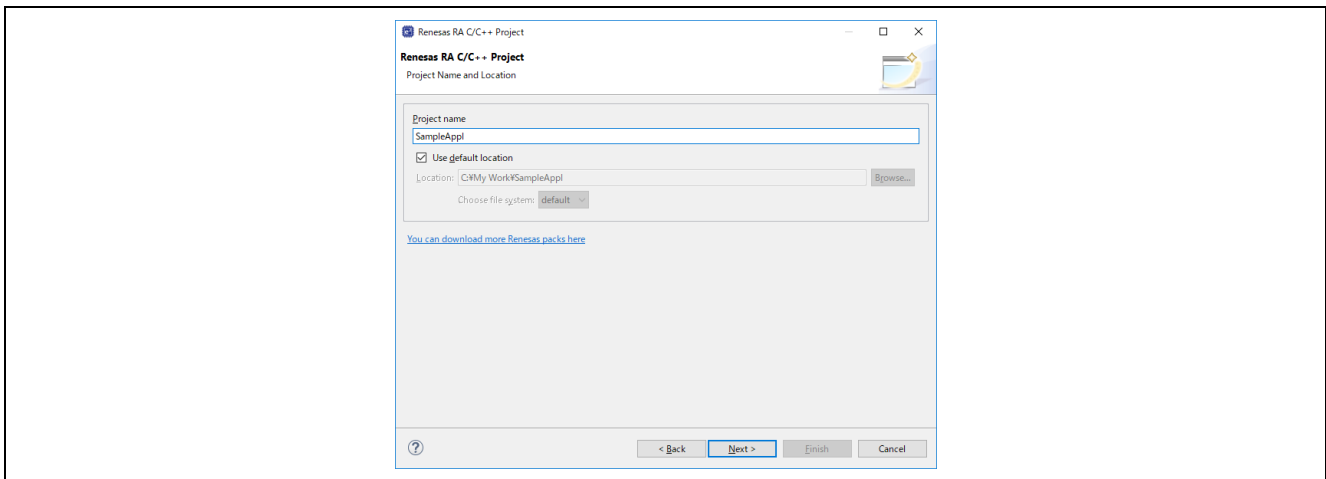 Renesas RA C/C++ Project
Renesas RA C/C++ Project
Project Name and Location
Project name
SampleAppl
Use default location
Location: C:¥My Work¥SampleAppl Browse...
Choose file system: default
You can download more Renesas packs here
< Back Next > Finish Cancel